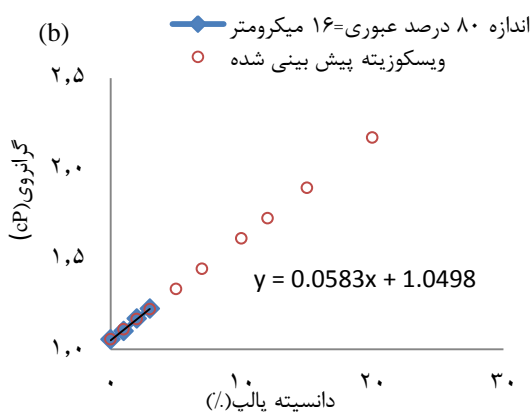 (b)
اندازه ۸۰ درصد عبوری=۱۶ میکرومتر
ویسکوزیته پیش بینی شده
۲,۵
۲,۰
۱,۵
۱,۰
گرانروی(cP)
y = 0.0583x + 1.0498
۰ ۱۰ ۲۰ ۳۰
دانسیته پالپ(٪)